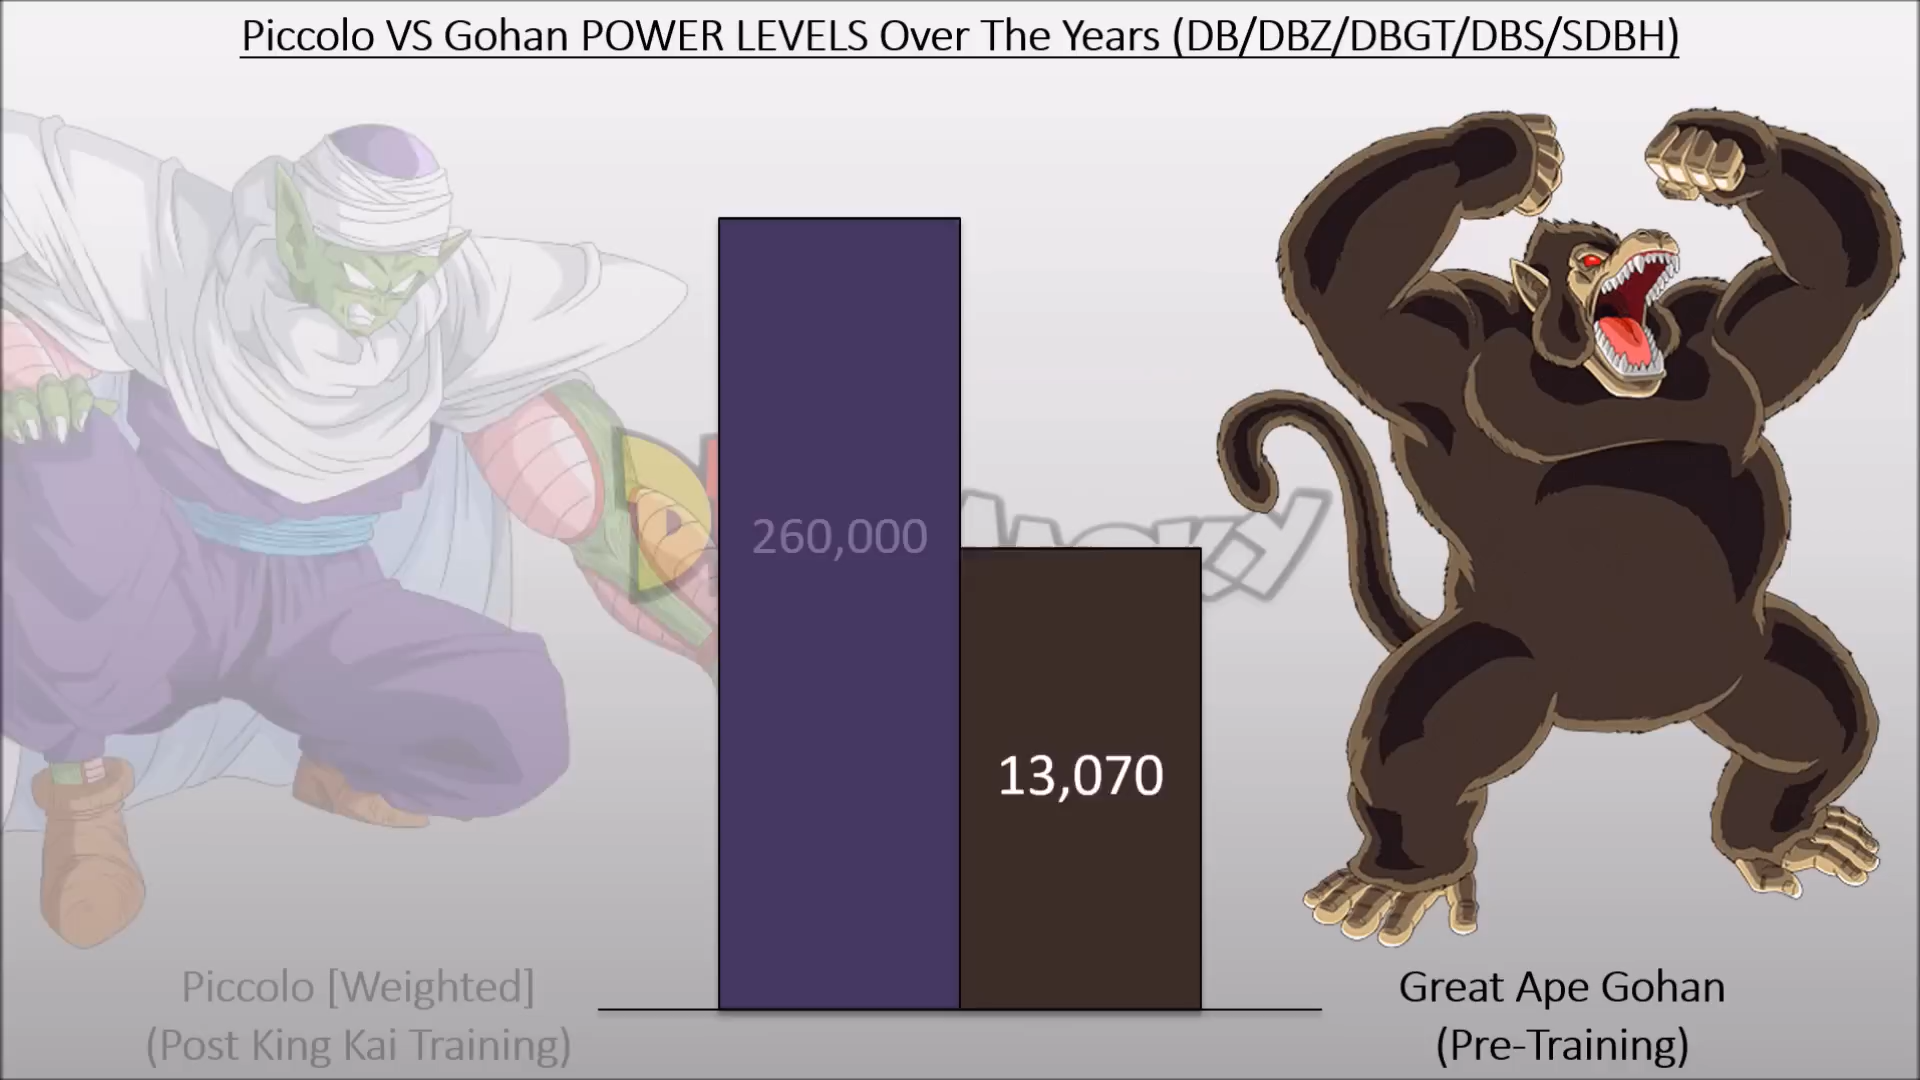 Piccolo VS Gohan POWER LEVELS Over The Years (DB/DBZ/DBGT/DBS/SDBH)
260,000
13,070
Piccolo [Weighted]
(Post King Kai Training)
Great Ape Gohan
(Pre-Training)